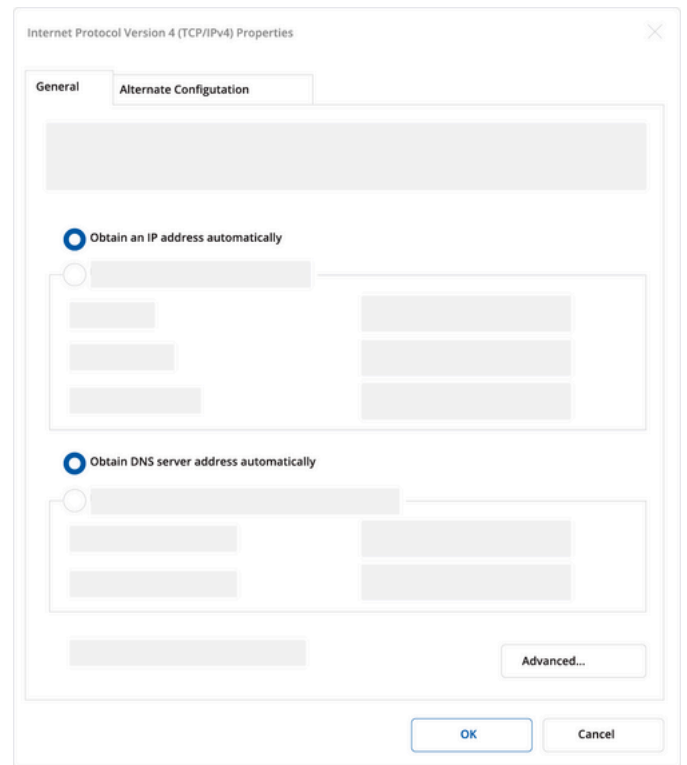 Internet Protocol Version 4 (TCP/IPv4) Properties
General
Alternate Configutation
Obtain an IP address automatically
Obtain DNS server address automatically
Advanced...
OK
Cancel